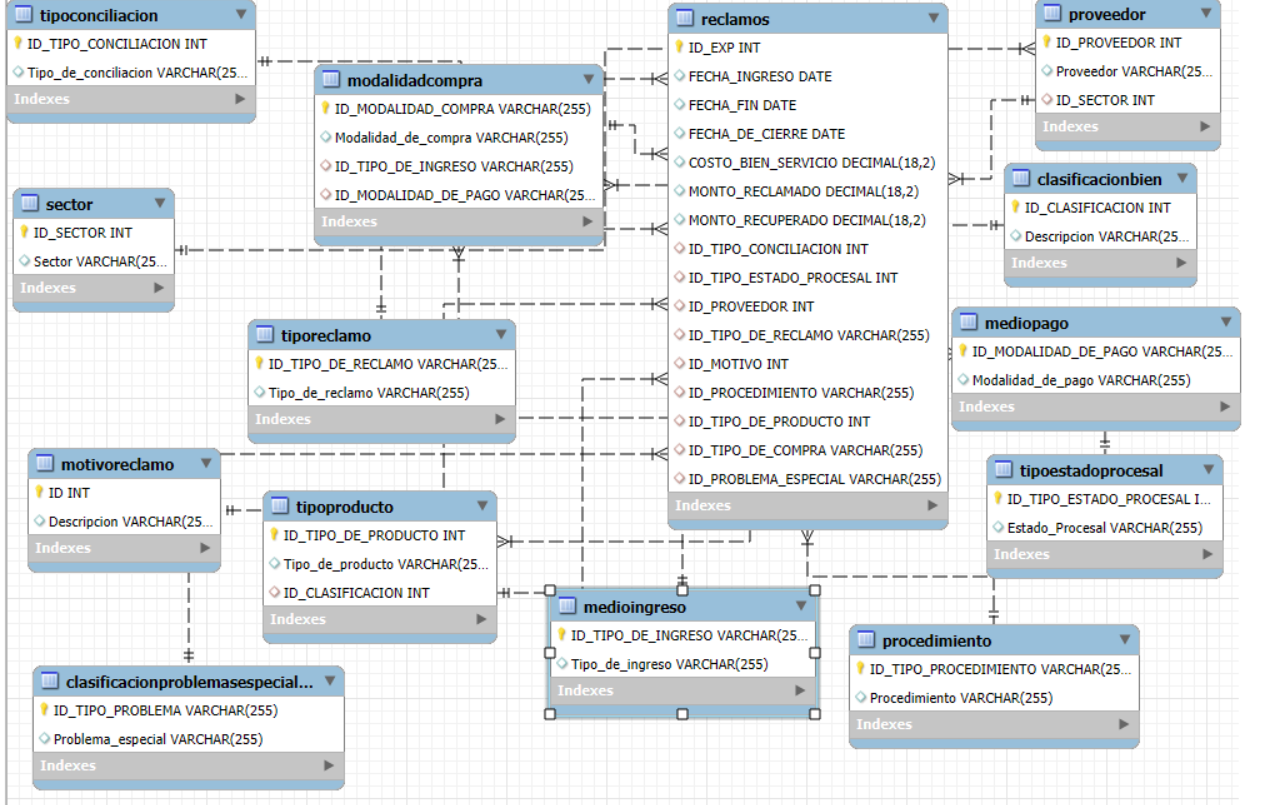 tipoconciliacion
ID_TIPO_CONCILIACION INT
Tipo_de_conciliacion VARCHAR(25...
Indexes
modalidadcompra
ID_MODALIDAD_COMPRA VARCHAR(255)
Modalidad_de_compra VARCHAR(255)
ID_TIPO_DE_INGRESO VARCHAR(255)
ID_MODALIDAD_DE_PAGO VARCHAR(25...
Indexes
reclamos
ID_EXP INT
FECHA_INGRESO DATE
FECHA_FIN DATE
FECHA_DE_CIERRE DATE
COSTO_BIEN_SERVICIO DECIMAL(18,2)
MONTO_RECLAMADO DECIMAL(18,2)
MONTO_RECUPERADO DECIMAL(18,2)
ID_TIPO_CONCILIACION INT
ID_TIPO_ESTADO_PROCESAL INT
ID_PROVEEDOR INT
ID_TIPO_DE_RECLAMO VARCHAR(255)
ID_MOTIVO INT
ID_PROCEDIMIENTO VARCHAR(255)
ID_TIPO_DE_PRODUCTO INT
ID_TIPO_DE_COMPRA VARCHAR(255)
ID_PROBLEMA_ESPECIAL VARCHAR(255)
Indexes
proveedor
ID_PROVEEDOR INT
Proveedor VARCHAR(25...
ID_SECTOR INT
Indexes
clasificacionbien
ID_CLASIFICACION INT
Descripcion VARCHAR(25...
Indexes
sector
ID_SECTOR INT
Sector VARCHAR(25...
Indexes
tiporeclamo
ID_TIPO_DE_RECLAMO VARCHAR(25...
Tipo_de_reclamo VARCHAR(255)
Indexes
mediopago
ID_MODALIDAD_DE_PAGO VARCHAR(25...
Modalidad_de_pago VARCHAR(255)
Indexes
motivoreclamo
ID INT
Descripcion VARCHAR(25...
Indexes
tipoproducto
ID_TIPO_DE_PRODUCTO INT
Tipo_de_producto VARCHAR(25...
ID_CLASIFICACION INT
Indexes
tipoestadoprocesal
ID_TIPO_ESTADO_PROCESAL I...
Estado_Procesal VARCHAR(255)
Indexes
medioingreso
ID_TIPO_DE_INGRESO VARCHAR(25...
Tipo_de_ingreso VARCHAR(255)
Indexes
procedimiento
ID_TIPO_PROCEDIMIENTO VARCHAR(25...
Procedimiento VARCHAR(255)
Indexes
clasificacionproblemasespecial...
ID_TIPO_PROBLEMA VARCHAR(255)
Problema_especial VARCHAR(255)
Indexes